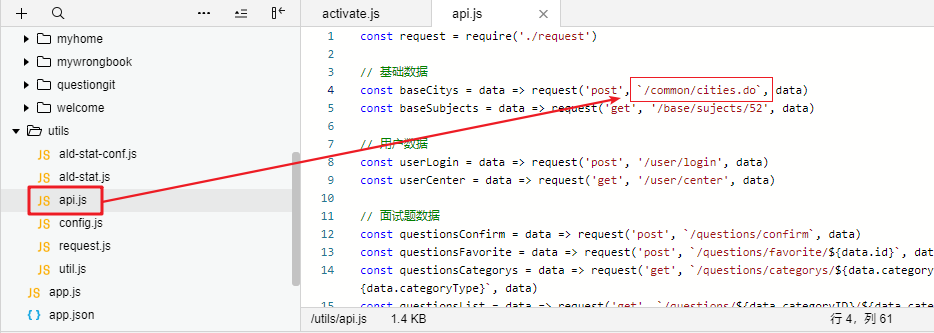 activate.js
api.js
myhome
mywrongbook
questiongit
welcome
utils
ald-stat-conf.js
ald-stat.js
api.js
config.js
request.js
util.js
app.js
app.json
1 const request = require('./request')
2
3 // 基础数据
4 const baseCitys = data => request('post', `/common/cities.do`, data)
5 const baseSubjects = data => request('get', '/base/sujects/52', data)
6
7 // 用户数据
8 const userLogin = data => request('post', '/user/login', data)
9 const userCenter = data => request('get', '/user/center', data)
10
11 // 面试题数据
12 const questionsConfirm = data => request('post', `/questions/confirm`, data)
13 const questionsFavorite = data => request('post', `/questions/favorite/${data.id}`, dat
14 const questionsCategorys = data => request('get', `/questions/categorys/${data.category
{data.categoryType}`, data)
15 const questionsList = data => request('get', `/questions/${data.categoryID}/${data.cate
/utils/api.js 1.4 KB 行 4，列 61